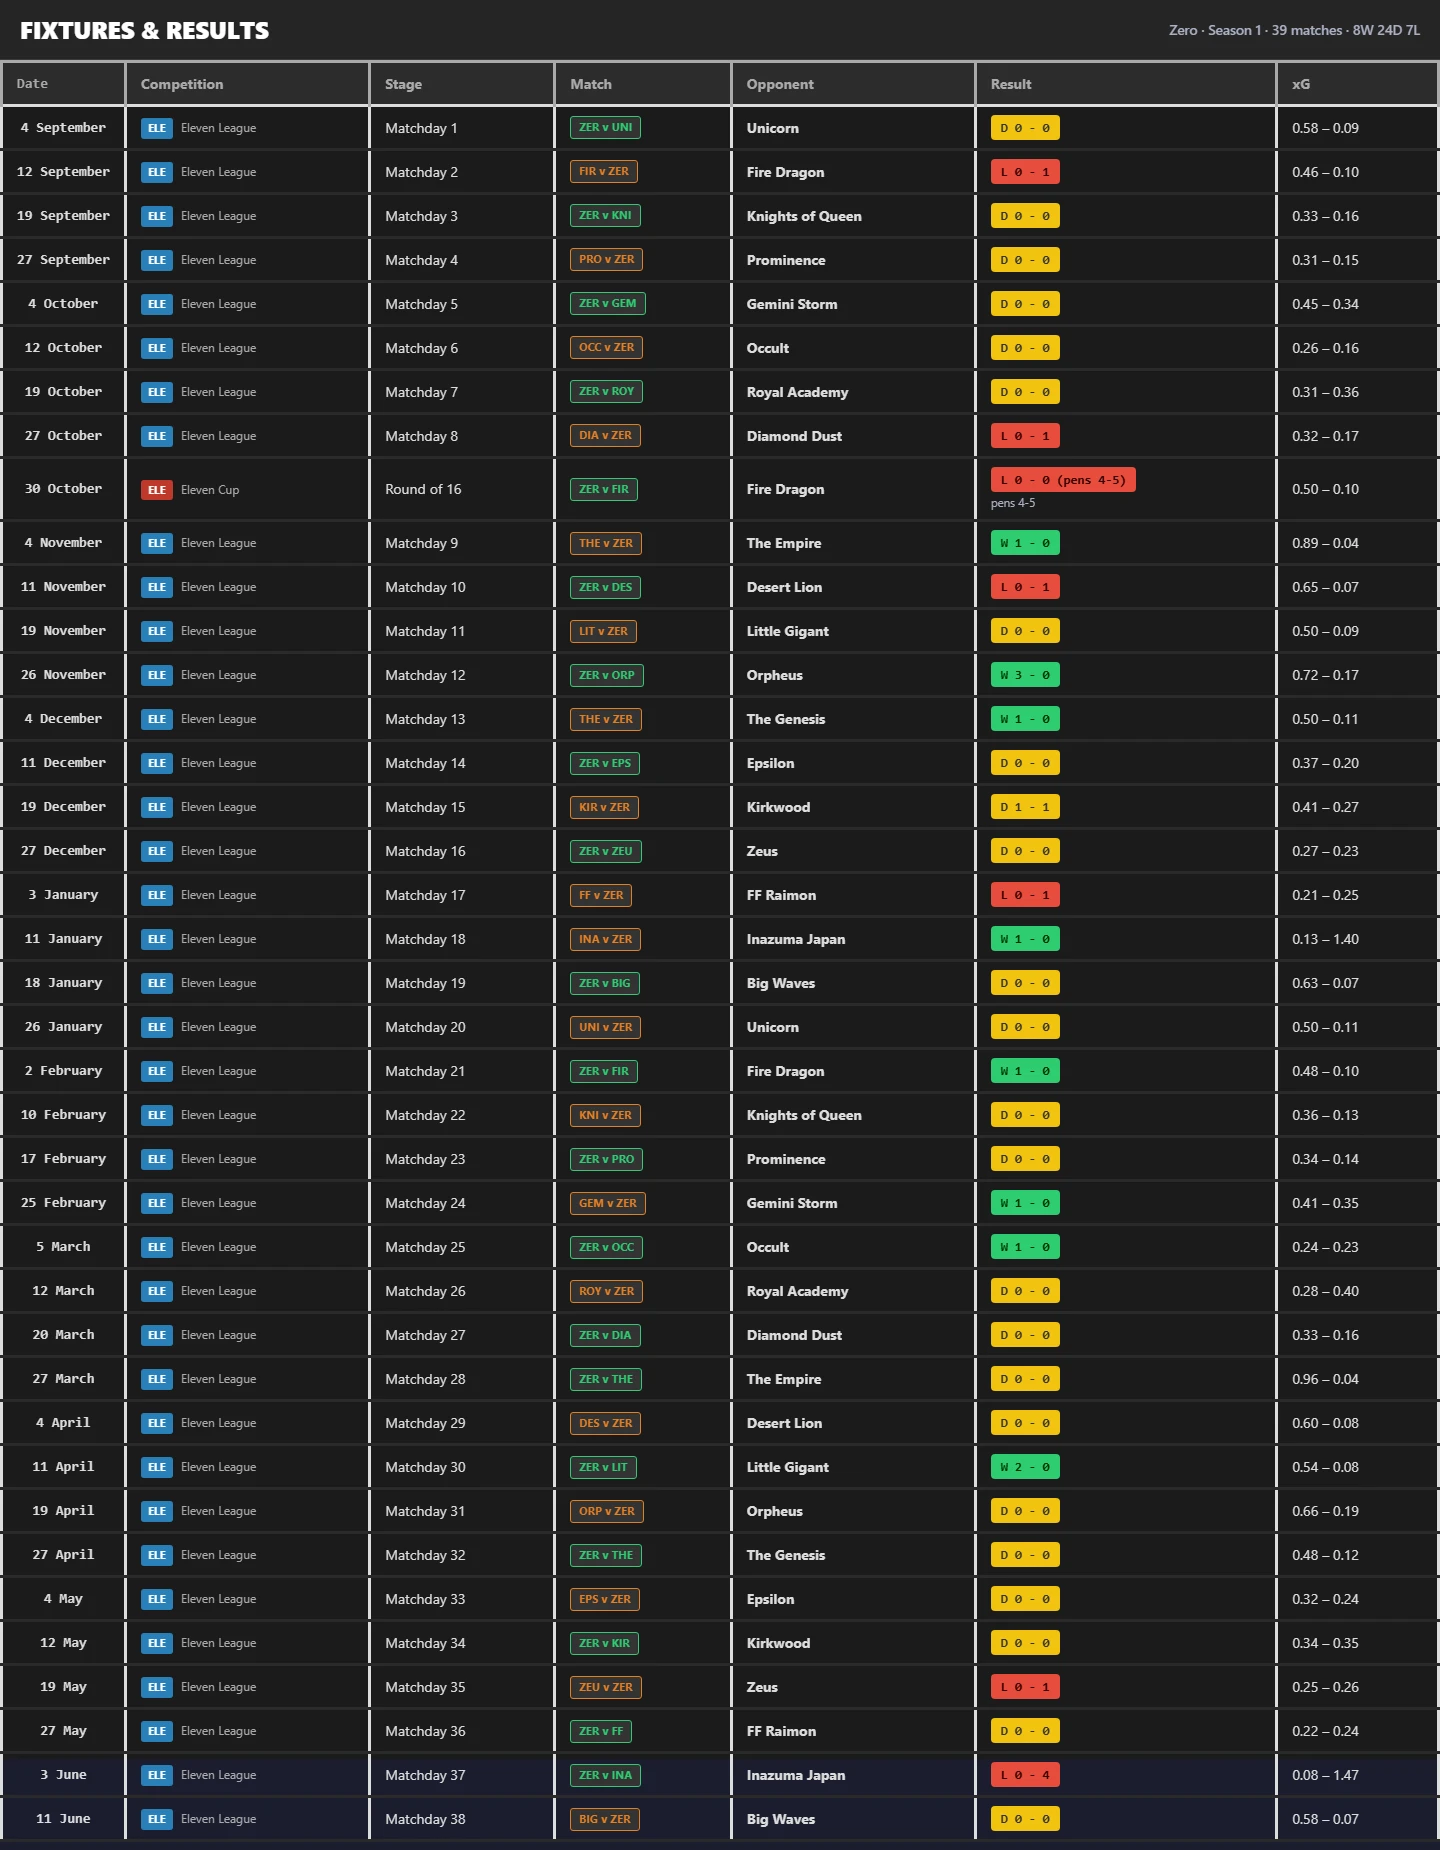 FIXTURES & RESULTS
Zero · Season 1 · 39 matches · 8W 24D 7L
Date Competition Stage Match Opponent Result xG
4 September ELE Eleven League Matchday 1 ZER v UNI Unicorn D 0 - 0 0.58 – 0.09
12 September ELE Eleven League Matchday 2 FIR v ZER Fire Dragon L 0 - 1 0.46 – 0.10
19 September ELE Eleven League Matchday 3 ZER v KNI Knights of Queen D 0 - 0 0.33 – 0.16
27 September ELE Eleven League Matchday 4 PRO v ZER Prominence D 0 - 0 0.31 – 0.15
4 October ELE Eleven League Matchday 5 ZER v GEM Gemini Storm D 0 - 0 0.45 – 0.34
12 October ELE Eleven League Matchday 6 OCC v ZER Occult D 0 - 0 0.26 – 0.16
19 October ELE Eleven League Matchday 7 ZER v ROY Royal Academy D 0 - 0 0.31 – 0.36
27 October ELE Eleven League Matchday 8 DIA v ZER Diamond Dust L 0 - 1 0.32 – 0.17
30 October ELE Eleven Cup Round of 16 ZER v FIR Fire Dragon L 0 - 0 (pens 4-5) 0.50 – 0.10
pens 4-5
4 November ELE Eleven League Matchday 9 THE v ZER The Empire W 1 - 0 0.89 – 0.04
11 November ELE Eleven League Matchday 10 ZER v DES Desert Lion L 0 - 1 0.65 – 0.07
19 November ELE Eleven League Matchday 11 LIT v ZER Little Gigant D 0 - 0 0.50 – 0.09
26 November ELE Eleven League Matchday 12 ZER v ORP Orpheus W 3 - 0 0.72 – 0.17
4 December ELE Eleven League Matchday 13 THE v ZER The Genesis W 1 - 0 0.50 – 0.11
11 December ELE Eleven League Matchday 14 ZER v EPS Epsilon D 0 - 0 0.37 – 0.20
19 December ELE Eleven League Matchday 15 KIR v ZER Kirkwood D 1 - 1 0.41 – 0.27
27 December ELE Eleven League Matchday 16 ZER v ZEU Zeus D 0 - 0 0.27 – 0.23
3 January ELE Eleven League Matchday 17 FF v ZER FF Raimon L 0 - 1 0.21 – 0.25
11 January ELE Eleven League Matchday 18 INA v ZER Inazuma Japan W 1 - 0 0.13 – 1.40
18 January ELE Eleven League Matchday 19 ZER v BIG Big Waves D 0 - 0 0.63 – 0.07
26 January ELE Eleven League Matchday 20 UNI v ZER Unicorn D 0 - 0 0.50 – 0.11
2 February ELE Eleven League Matchday 21 ZER v FIR Fire Dragon W 1 - 0 0.48 – 0.10
10 February ELE Eleven League Matchday 22 KNI v ZER Knights of Queen D 0 - 0 0.36 – 0.13
17 February ELE Eleven League Matchday 23 ZER v PRO Prominence D 0 - 0 0.34 – 0.14
25 February ELE Eleven League Matchday 24 GEM v ZER Gemini Storm W 1 - 0 0.41 – 0.35
5 March ELE Eleven League Matchday 25 ZER v OCC Occult W 1 - 0 0.24 – 0.23
12 March ELE Eleven League Matchday 26 ROY v ZER Royal Academy D 0 - 0 0.28 – 0.40
20 March ELE Eleven League Matchday 27 ZER v DIA Diamond Dust D 0 - 0 0.33 – 0.16
27 March ELE Eleven League Matchday 28 ZER v THE The Empire D 0 - 0 0.96 – 0.04
4 April ELE Eleven League Matchday 29 DES v ZER Desert Lion D 0 - 0 0.60 – 0.08
11 April ELE Eleven League Matchday 30 ZER v LIT Little Gigant W 2 - 0 0.54 – 0.08
19 April ELE Eleven League Matchday 31 ORP v ZER Orpheus D 0 - 0 0.66 – 0.19
27 April ELE Eleven League Matchday 32 ZER v THE The Genesis D 0 - 0 0.48 – 0.12
4 May ELE Eleven League Matchday 33 EPS v ZER Epsilon D 0 - 0 0.32 – 0.24
12 May ELE Eleven League Matchday 34 ZER v KIR Kirkwood D 0 - 0 0.34 – 0.35
19 May ELE Eleven League Matchday 35 ZEU v ZER Zeus L 0 - 1 0.25 – 0.26
27 May ELE Eleven League Matchday 36 ZER v FF FF Raimon D 0 - 0 0.22 – 0.24
3 June ELE Eleven League Matchday 37 ZER v INA Inazuma Japan L 0 - 4 0.08 – 1.47
11 June ELE Eleven League Matchday 38 BIG v ZER Big Waves D 0 - 0 0.58 – 0.07